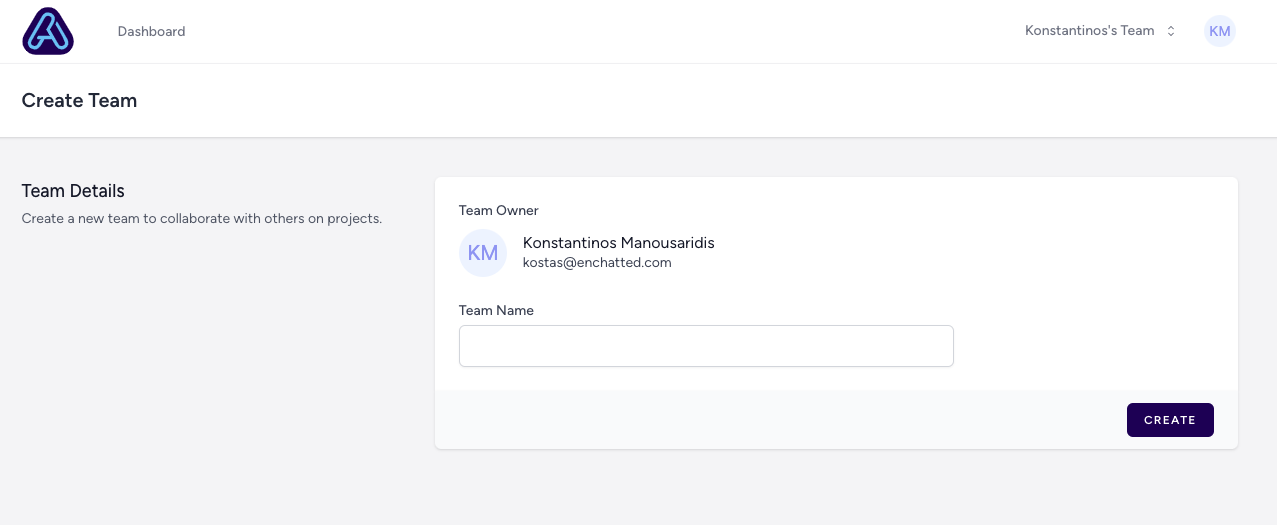 Dashboard
Konstantinos's Team
KM
Create Team
Team Details
Create a new team to collaborate with others on projects.
Team Owner
KM
Konstantinos Manousaridis
kostas@enchatted.com
Team Name
CREATE